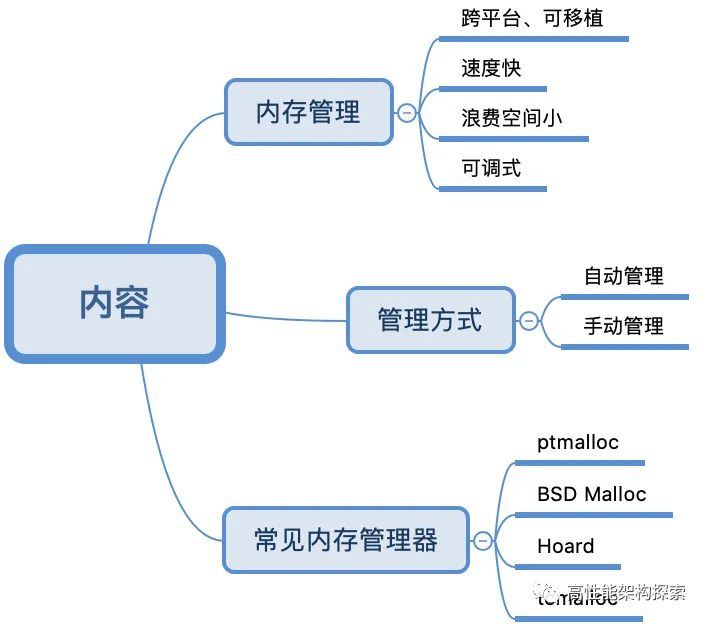 内容
内存管理
跨平台、可移植
速度快
浪费空间小
可调式
管理方式
自动管理
手动管理
常见内存管理器
ptmalloc
BSD Malloc
Hoard
tcmalloc
高性能架构探索